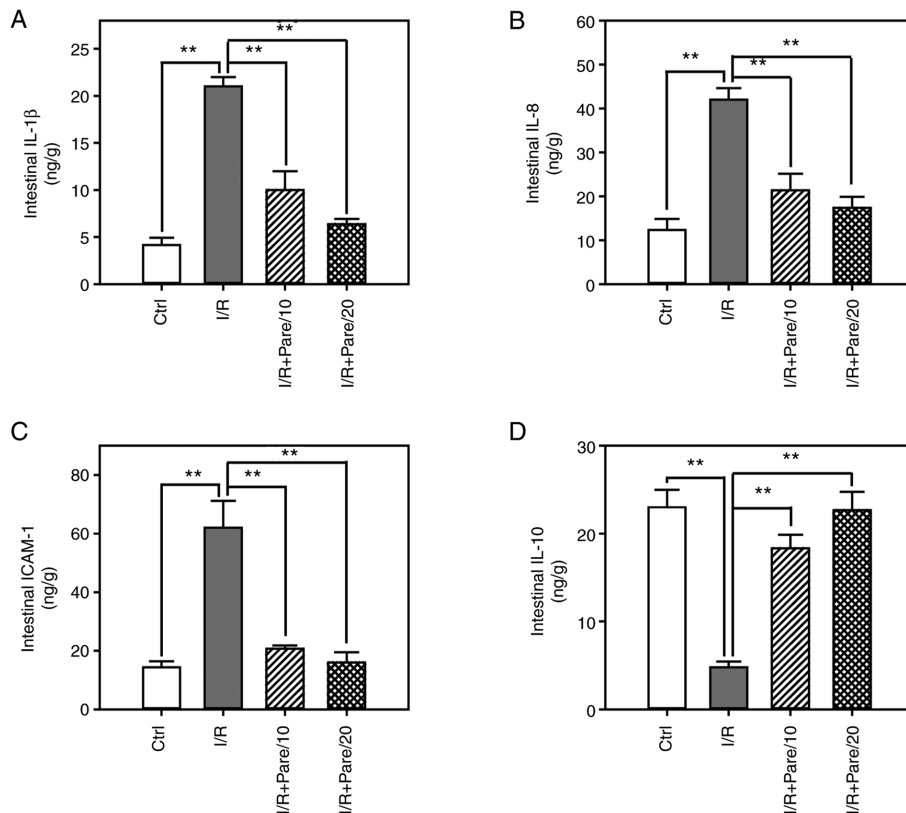 A
Intestinal IL-1β
(ng/g)
25
20
15
10
5
0
**
**
**
Ctrl
I/R
I/R+Pare/10
I/R+Pare/20
B
Intestinal IL-8
(ng/g)
60
50
40
30
20
10
0
**
**
**
Ctrl
I/R
I/R+Pare/10
I/R+Pare/20
C
Intestinal ICAM-1
(ng/g)
80
60
40
20
0
**
**
**
Ctrl
I/R
I/R+Pare/10
I/R+Pare/20
D
Intestinal IL-10
(ng/g)
30
20
10
0
**
**
**
Ctrl
I/R
I/R+Pare/10
I/R+Pare/20